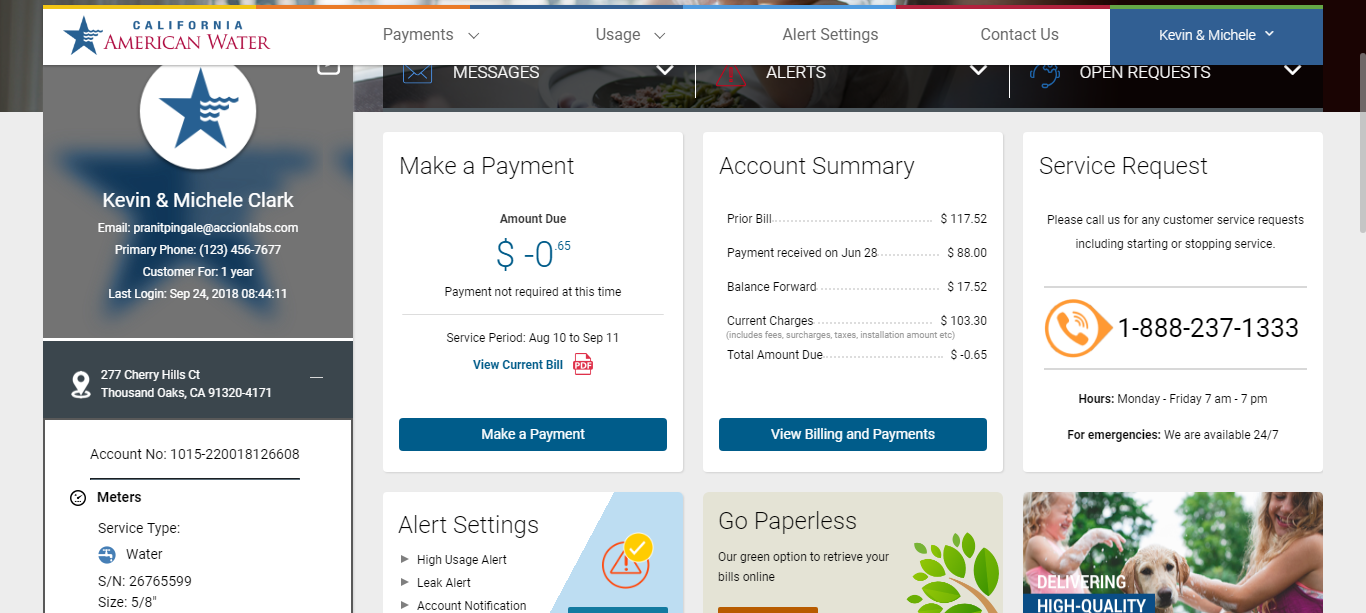 CALIFORNIA
AMERICAN WATER
Payments
Usage
Alert Settings
Contact Us
Kevin & Michele
MESSAGES
ALERTS
OPEN REQUESTS
Kevin & Michele Clark
Email: pranitpingale@accionlabs.com
Primary Phone: (123) 456-7677
Customer For: 1 year
Last Login: Sep 24, 2018 08:44:11
277 Cherry Hills Ct
Thousand Oaks, CA 91320-4171
Account No: 1015-220018126608
Meters
Service Type:
Water
S/N: 26765599
Size: 5/8"
Make a Payment
Amount Due
$ -0.65
Payment not required at this time
Service Period: Aug 10 to Sep 11
View Current Bill PDF
Make a Payment
Account Summary
Prior Bill $ 117.52
Payment received on Jun 28 $ 88.00
Balance Forward $ 17.52
Current Charges $ 103.30
(includes fees, surcharges, taxes, installation amount etc)
Total Amount Due $ -0.65
View Billing and Payments
Service Request
Please call us for any customer service requests
including starting or stopping service.
1-888-237-1333
Hours: Monday - Friday 7 am - 7 pm
For emergencies: We are available 24/7
Alert Settings
High Usage Alert
Leak Alert
Account Notification
Go Paperless
Our green option to retrieve your
bills online
DELIVERING
HIGH-QUALITY